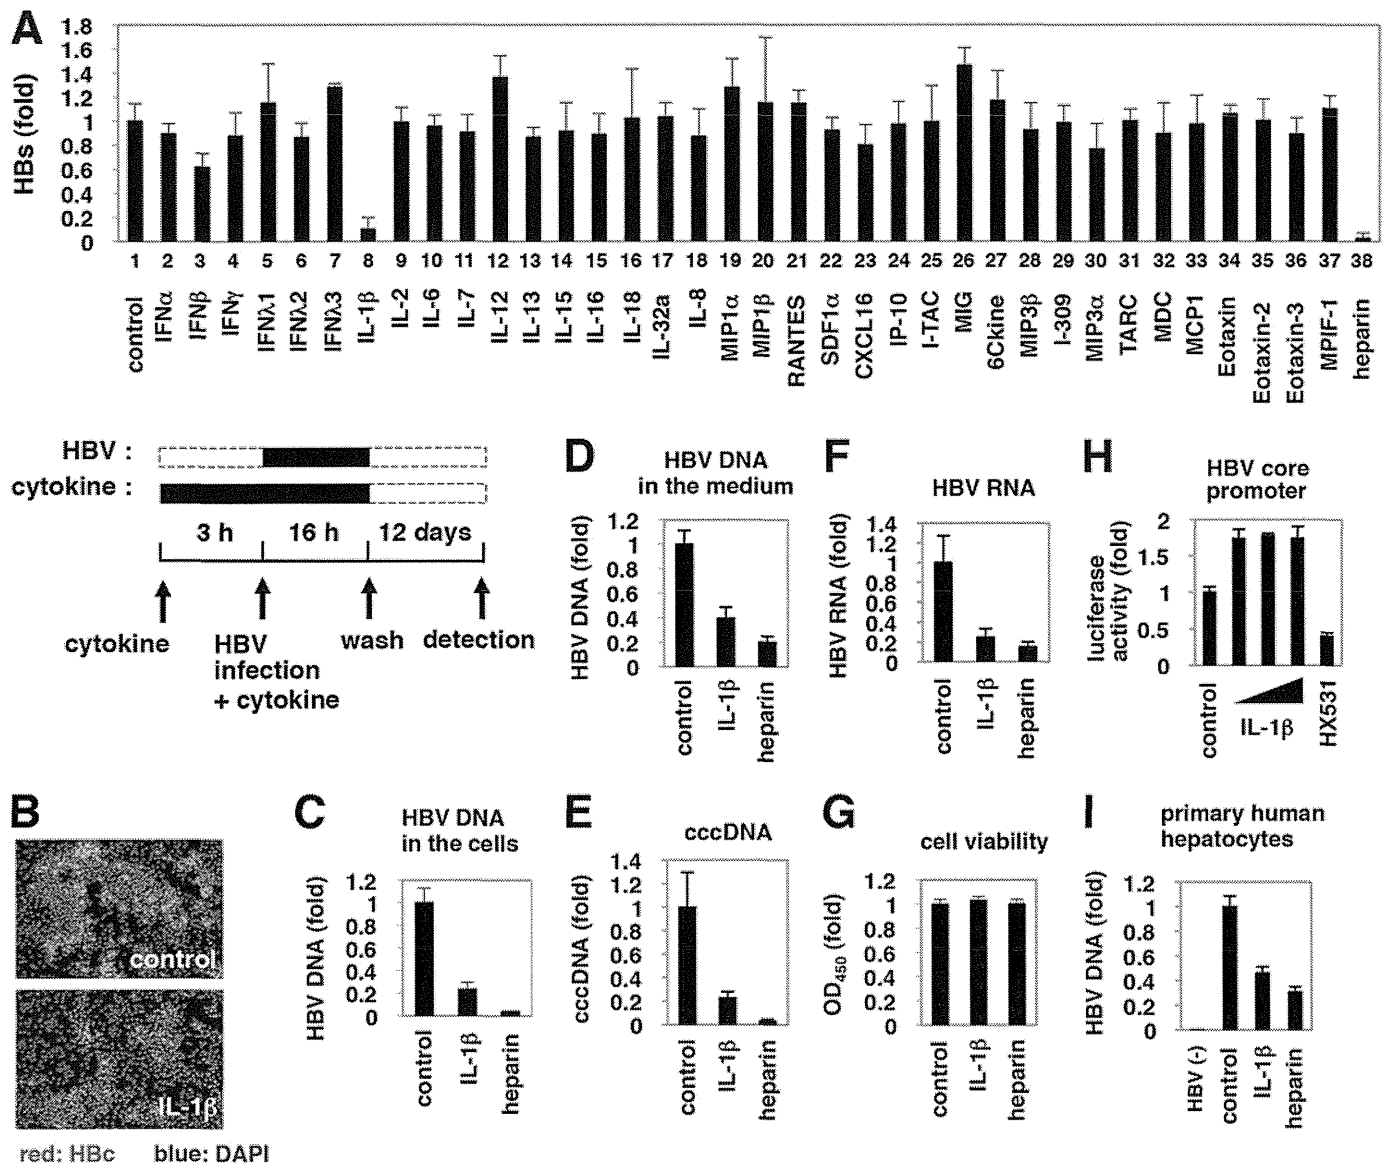 A
HBs (fold)
1.8
1.6
1.4
1.2
1
0.8
0.6
0.4
0.2
0
1 2 3 4 5 6 7 8 9 10 11 12 13 14 15 16 17 18 19 20 21 22 23 24 25 26 27 28 29 30 31 32 33 34 35 36 37 38
control
IFNα
IFNβ
IFNγ
IFNλ1
IFNλ2
IFNλ3
IL-1β
IL-2
IL-6
IL-7
IL-12
IL-13
IL-15
IL-16
IL-18
IL-32a
IL-8
MIP1α
MIP1β
RANTES
SDF1α
CXCL16
IP-10
I-TAC
MIG
6Ckine
MIP3β
I-309
MIP3α
TARC
MDC
MCP1
Eotaxin
Eotaxin-2
Eotaxin-3
MPIF-1
heparin
HBV :
cytokine :
3 h 16 h 12 days
cytokine
HBV
infection
+ cytokine
wash
detection
D
HBV DNA
in the medium
HBV DNA (fold)
1.2
1
0.8
0.6
0.4
0.2
0
control
IL-1β
heparin
F
HBV RNA
HBV RNA (fold)
1.4
1.2
1
0.8
0.6
0.4
0.2
0
control
IL-1β
heparin
H
HBV core
promoter
luciferase
activity (fold)
2
1.5
1
0.5
0
control
IL-1β
HX531
B
control
IL-1β
red: HBc blue: DAPI
C
HBV DNA
in the cells
HBV DNA (fold)
1.2
1
0.8
0.6
0.4
0.2
0
control
IL-1β
heparin
E
cccDNA
cccDNA (fold)
1.4
1.2
1
0.8
0.6
0.4
0.2
0
control
IL-1β
heparin
G
cell viability
OD450 (fold)
1.2
1
0.8
0.6
0.4
0.2
0
control
IL-1β
heparin
I
primary human
hepatocytes
HBV DNA (fold)
1.2
1
0.8
0.6
0.4
0.2
0
HBV (-)
control
IL-1β
heparin